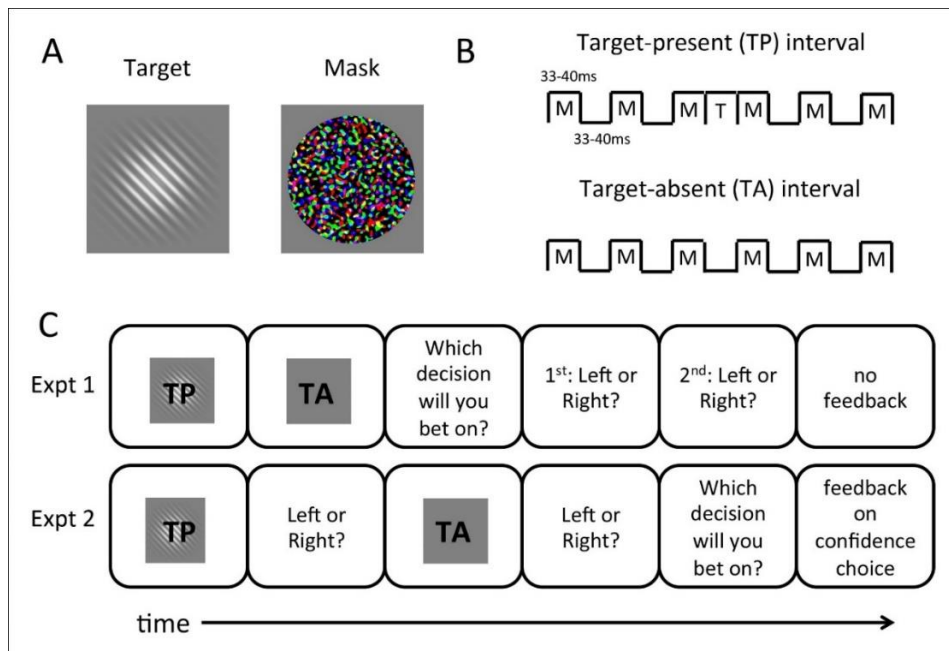 A
Target
Mask
B
Target-present (TP) interval
33-40ms
M M M T M M M
33-40ms
Target-absent (TA) interval
M M M M M M
C
Expt 1
TP
TA
Which
decision
will you
bet on?
1st: Left or
Right?
2nd: Left or
Right?
no
feedback
Expt 2
TP
Left or
Right?
TA
Left or
Right?
Which
decision
will you
bet on?
feedback
on
confidence
choice
time